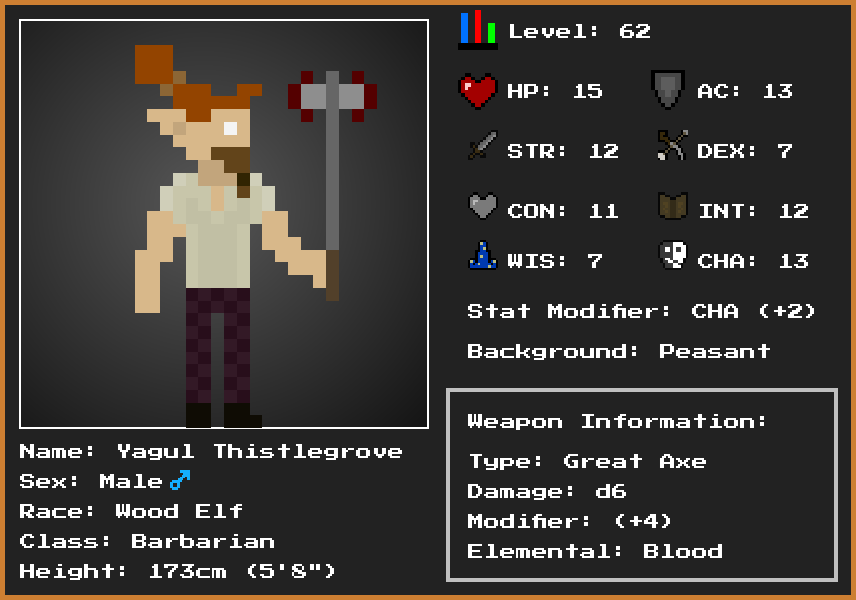 Level: 62
HP: 15
AC: 13
STR: 12
DEX: 7
CON: 11
INT: 12
WIS: 7
CHA: 13
Stat Modifier: CHA (+2)
Background: Peasant
Name: Yagul Thistlegrove
Sex: Male ♂
Race: Wood Elf
Class: Barbarian
Height: 173cm (5'8")
Weapon Information:
Type: Great Axe
Damage: d6
Modifier: (+4)
Elemental: Blood